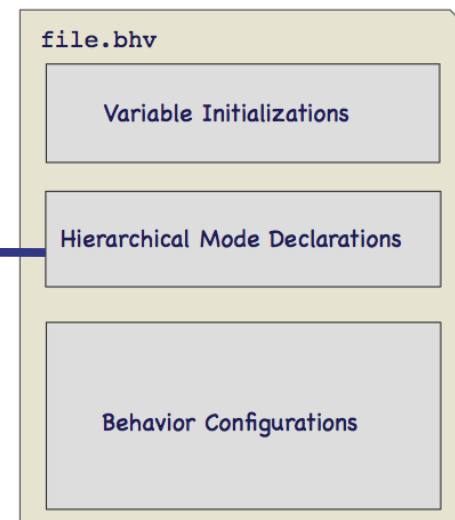 file.bhv
Variable Initializations
Hierarchical Mode Declarations
Behavior Configurations